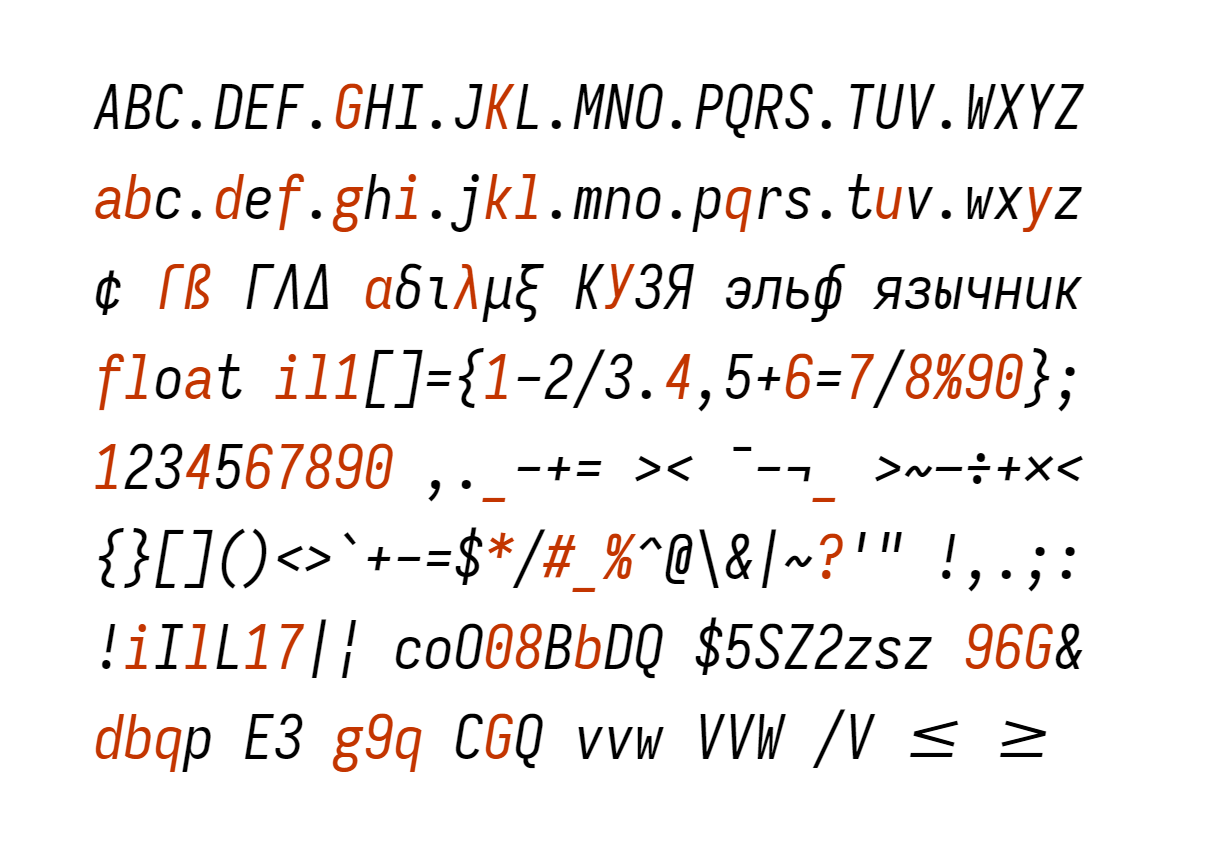 ABC.DEF.GHI.JKL.MNO.PQRS.TUV.WXYZ
abc.def.ghi.jkl.mno.pqrs.tuv.wxyz
¢ ſß ΓΛΔ αδιλμξ КУЗЯ эльф язычник
float il1[]={1-2/3.4,5+6=7/8%90};
1234567890 ,._-+= >< ¯-¬_ >~–÷+×<
{}[]()<>`+-=$*/#_%^@\&|~?'" !,.;:
!iIlL17|¦ coO08BbDQ $5SZ2zsz 96G&
dbqp E3 g9q CGQ vvw VVW /V ≤ ≥